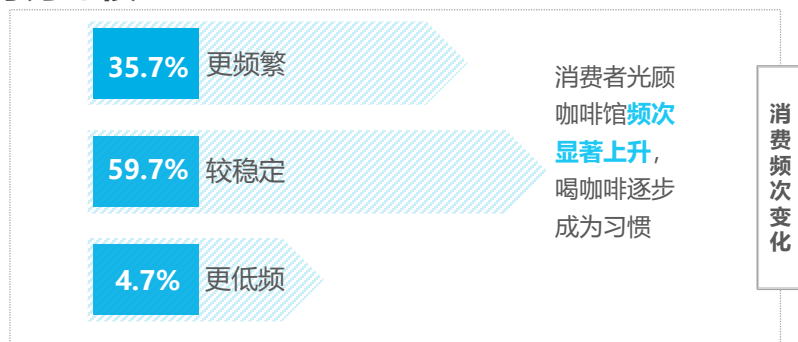 35.7% 更频繁
59.7% 较稳定
4.7% 更低频
消费者光顾
咖啡馆频次
显著上升，
喝咖啡逐步
成为习惯
消费频次变化